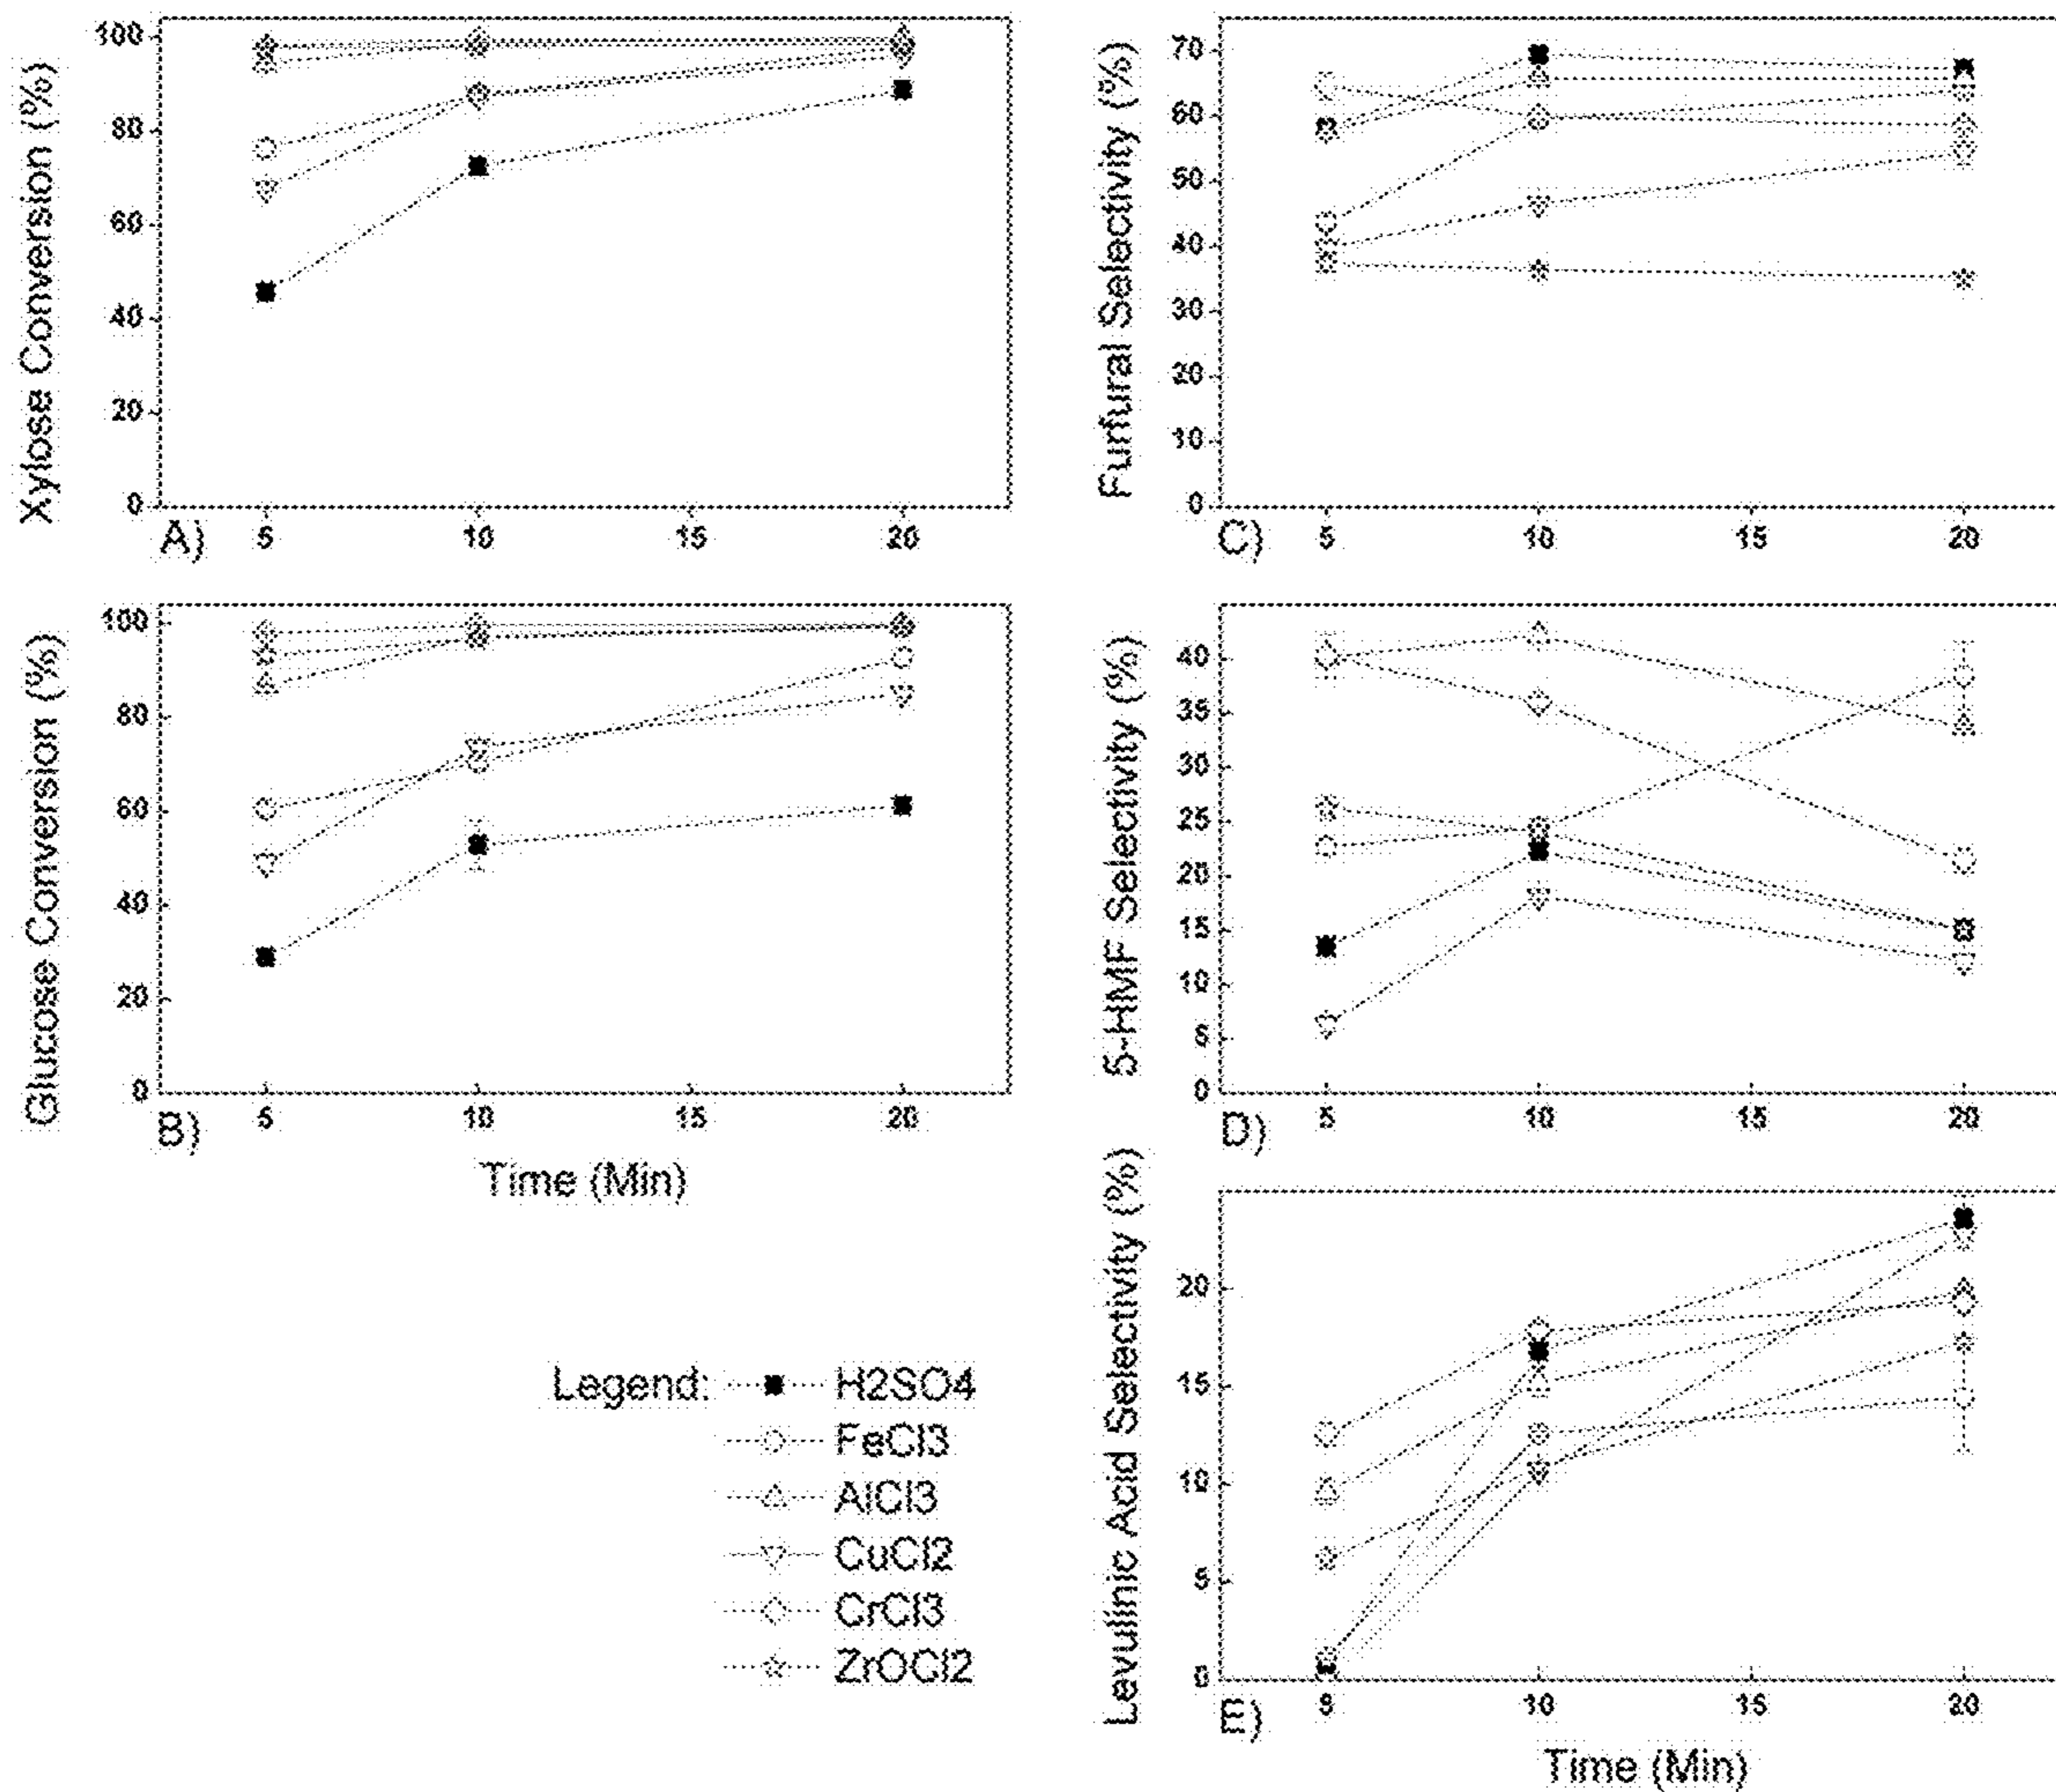 Xylose Conversion (%)
100
80
60
40
20
0
5 10 15 20
A)
Glucose Conversion (%)
100
80
60
40
20
0
5 10 15 20
B)
Time (Min)
Legend:
H2SO4
FeCl3
AlCl3
CuCl2
CrCl3
ZrOCl2
Furfural Selectivity (%)
70
60
50
40
30
20
10
0
5 10 15 20
C)
5-HMF Selectivity (%)
40
35
30
25
20
15
10
5
0
5 10 15 20
D)
Levulinic Acid Selectivity (%)
20
15
10
5
0
5 10 15 20
E)
Time (Min)